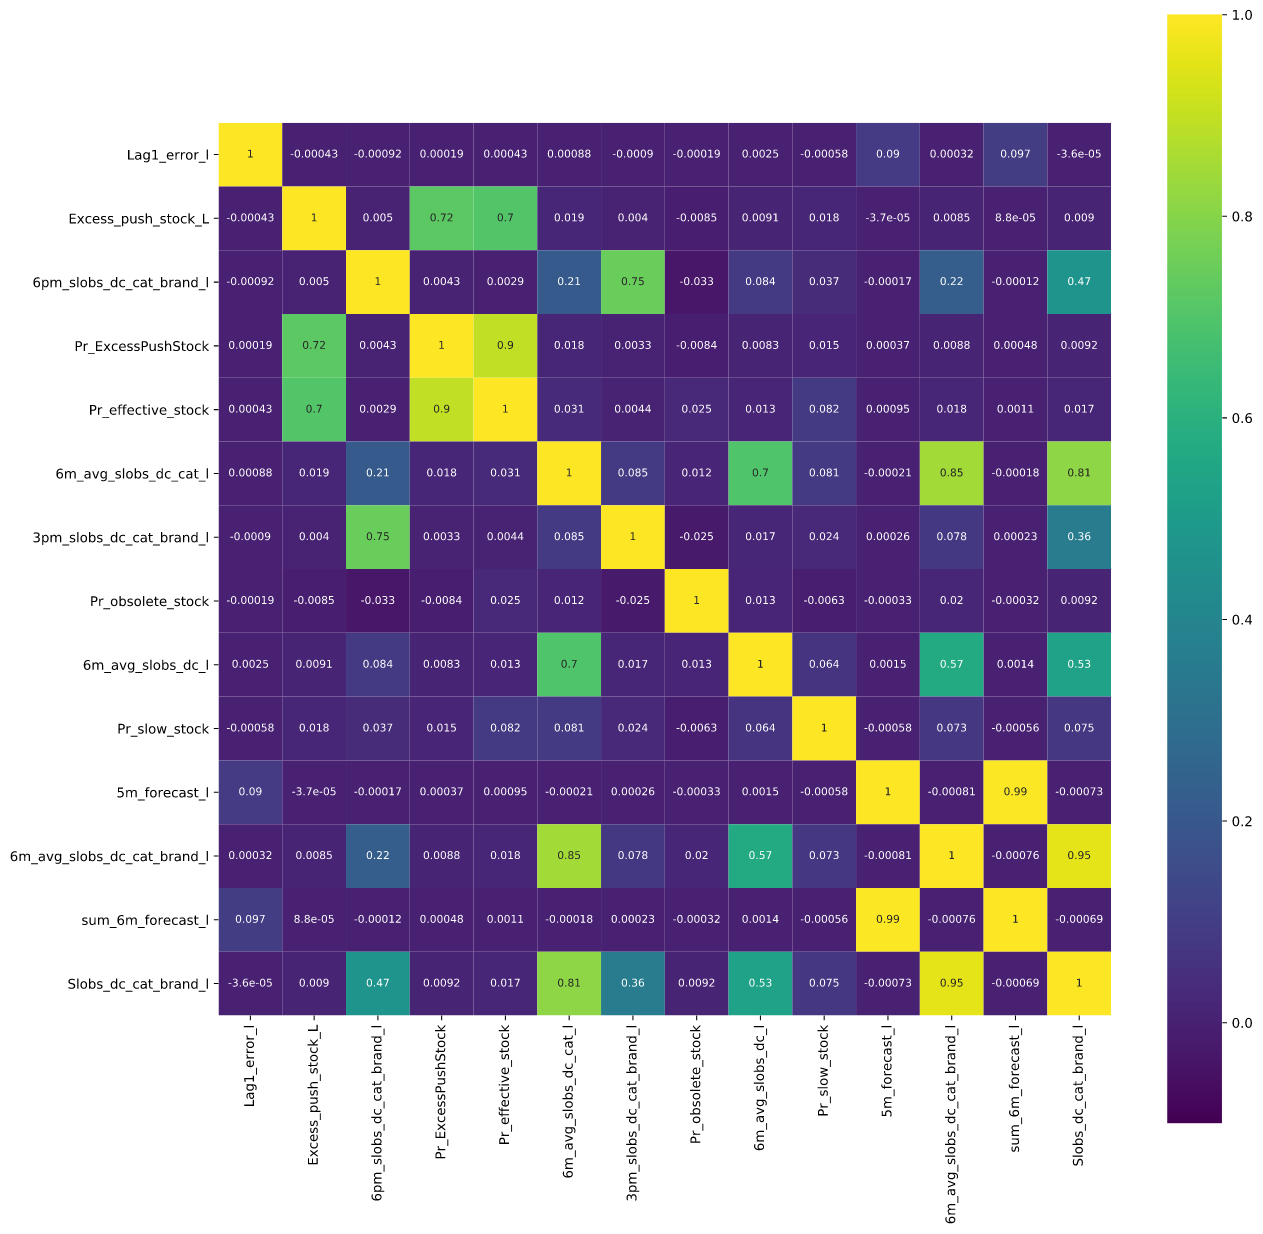 1.0
Lag1_error_l 1 -0.00043 -0.00092 0.00019 0.00043 0.00088 -0.0009 -0.00019 0.0025 -0.00058 0.09 0.00032 0.097 -3.6e-05
Excess_push_stock_L -0.00043 1 0.005 0.72 0.7 0.019 0.004 -0.0085 0.0091 0.018 -3.7e-05 0.0085 8.8e-05 0.009
0.8
6pm_slobs_dc_cat_brand_l -0.00092 0.005 1 0.0043 0.0029 0.21 0.75 -0.033 0.084 0.037 -0.00017 0.22 -0.00012 0.47
Pr_ExcessPushStock 0.00019 0.72 0.0043 1 0.9 0.018 0.0033 -0.0084 0.0083 0.015 0.00037 0.0088 0.00048 0.0092
Pr_effective_stock 0.00043 0.7 0.0029 0.9 1 0.031 0.0044 0.025 0.013 0.082 0.00095 0.018 0.0011 0.017
0.6
6m_avg_slobs_dc_cat_l 0.00088 0.019 0.21 0.018 0.031 1 0.085 0.012 0.7 0.081 -0.00021 0.85 -0.00018 0.81
3pm_slobs_dc_cat_brand_l -0.0009 0.004 0.75 0.0033 0.0044 0.085 1 -0.025 0.017 0.024 0.00026 0.078 0.00023 0.36
Pr_obsolete_stock -0.00019 -0.0085 -0.033 -0.0084 0.025 0.012 -0.025 1 0.013 -0.0063 -0.00033 0.02 -0.00032 0.0092
0.4
6m_avg_slobs_dc_l 0.0025 0.0091 0.084 0.0083 0.013 0.7 0.017 0.013 1 0.064 0.0015 0.57 0.0014 0.53
Pr_slow_stock -0.00058 0.018 0.037 0.015 0.082 0.081 0.024 -0.0063 0.064 1 -0.00058 0.073 -0.00056 0.075
5m_forecast_l 0.09 -3.7e-05 -0.00017 0.00037 0.00095 -0.00021 0.00026 -0.00033 0.0015 -0.00058 1 -0.00081 0.99 -0.00073
0.2
6m_avg_slobs_dc_cat_brand_l 0.00032 0.0085 0.22 0.0088 0.018 0.85 0.078 0.02 0.57 0.073 -0.00081 1 -0.00076 0.95
sum_6m_forecast_l 0.097 8.8e-05 -0.00012 0.00048 0.0011 -0.00018 0.00023 -0.00032 0.0014 -0.00056 0.99 -0.00076 1 -0.00069
Slobs_dc_cat_brand_l -3.6e-05 0.009 0.47 0.0092 0.017 0.81 0.36 0.0092 0.53 0.075 -0.00073 0.95 -0.00069 1
0.0
Lag1_error_l
Excess_push_stock_L
6pm_slobs_dc_cat_brand_l
Pr_ExcessPushStock
Pr_effective_stock
6m_avg_slobs_dc_cat_l
3pm_slobs_dc_cat_brand_l
Pr_obsolete_stock
6m_avg_slobs_dc_l
Pr_slow_stock
5m_forecast_l
6m_avg_slobs_dc_cat_brand_l
sum_6m_forecast_l
Slobs_dc_cat_brand_l